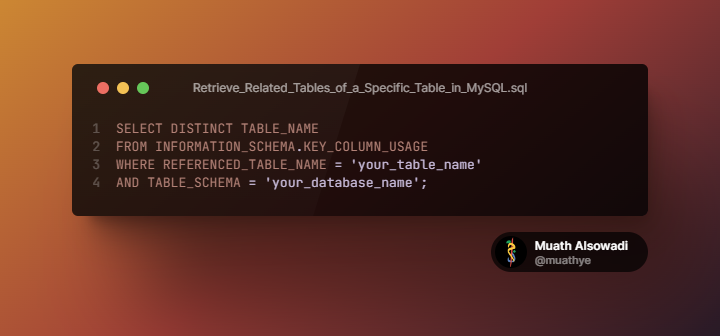 Retrieve_Related_Tables_of_a_Specific_Table_in_MySQL.sql
1 SELECT DISTINCT TABLE_NAME
2 FROM INFORMATION_SCHEMA.KEY_COLUMN_USAGE
3 WHERE REFERENCED_TABLE_NAME = 'your_table_name'
4 AND TABLE_SCHEMA = 'your_database_name';
Muath Alsowadi
@muathye